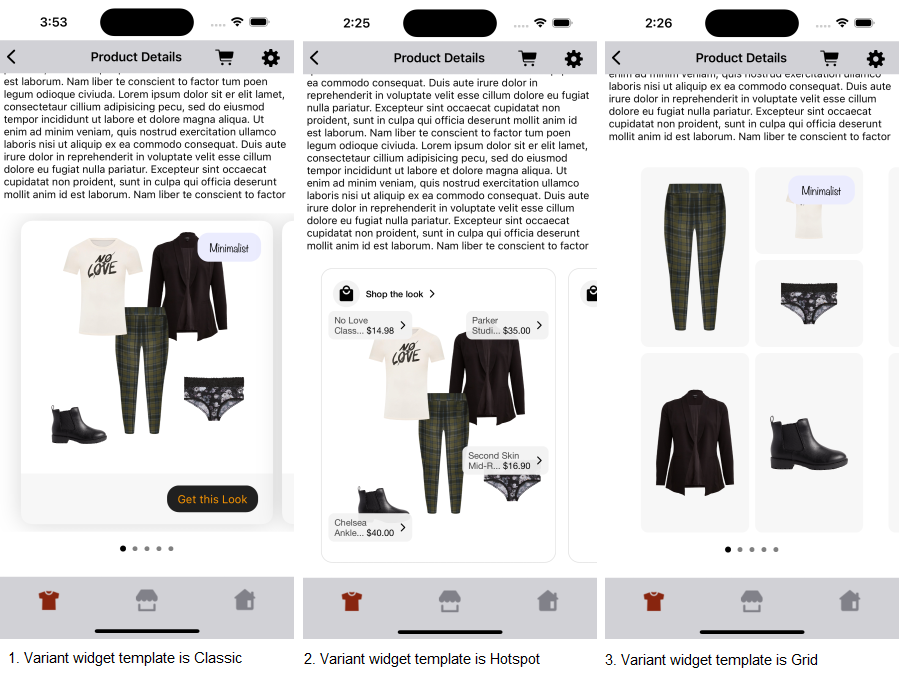 3:53
Product Details
est laborum. Nam liber te conscient to factor tum poen
legum odioque civiuda. Lorem ipsum dolor sit er elit lamet,
consectetaur cillium adipisicing pecu, sed do eiusmod
tempor incididunt ut labore et dolore magna aliqua. Ut
enim ad minim veniam, quis nostrud exercitation ullamco
laboris nisi ut aliquip ex ea commodo consequat. Duis aute
irure dolor in reprehenderit in voluptate velit esse cillum
dolore eu fugiat nulla pariatur. Excepteur sint occaecat
cupidatat non proident, sunt in culpa qui officia deserunt
mollit anim id est laborum. Nam liber te conscient to factor
NO
LOVE
Minimalist
Get this Look
1. Variant widget template is Classic
2:25
Product Details
ea commodo consequat. Duis aute irure dolor in
reprehenderit in voluptate velit esse cillum dolore eu fugiat
nulla pariatur. Excepteur sint occaecat cupidatat non
proident, sunt in culpa qui officia deserunt mollit anim id
est laborum. Nam liber te conscient to factor tum poen
legum odioque civiuda. Lorem ipsum dolor sit er elit lamet,
consectetaur cillium adipisicing pecu, sed do eiusmod
tempor incididunt ut labore et dolore magna aliqua. Ut
enim ad minim veniam, quis nostrud exercitation ullamco
laboris nisi ut aliquip ex ea commodo consequat. Duis aute
irure dolor in reprehenderit in voluptate velit esse cillum
dolore eu fugiat nulla pariatur. Excepteur sint occaecat
cupidatat non proident, sunt in culpa qui officia deserunt
mollit anim id est laborum. Nam liber te conscient to factor
Shop the look
No Love
Class... $14.98
Parker
Studi... $35.00
NO
LOVE
Second Skin
Mid-R... $16.90
Chelsea
Ankle... $40.00
2. Variant widget template is Hotspot
2:26
Product Details
enim ad minim veniam, quis nostrud exercitation ullamco
laboris nisi ut aliquip ex ea commodo consequat. Duis aute
irure dolor in reprehenderit in voluptate velit esse cillum
dolore eu fugiat nulla pariatur. Excepteur sint occaecat
cupidatat non proident, sunt in culpa qui officia deserunt
mollit anim id est laborum. Nam liber te conscient to factor
Minimalist
LOVE
3. Variant widget template is Grid